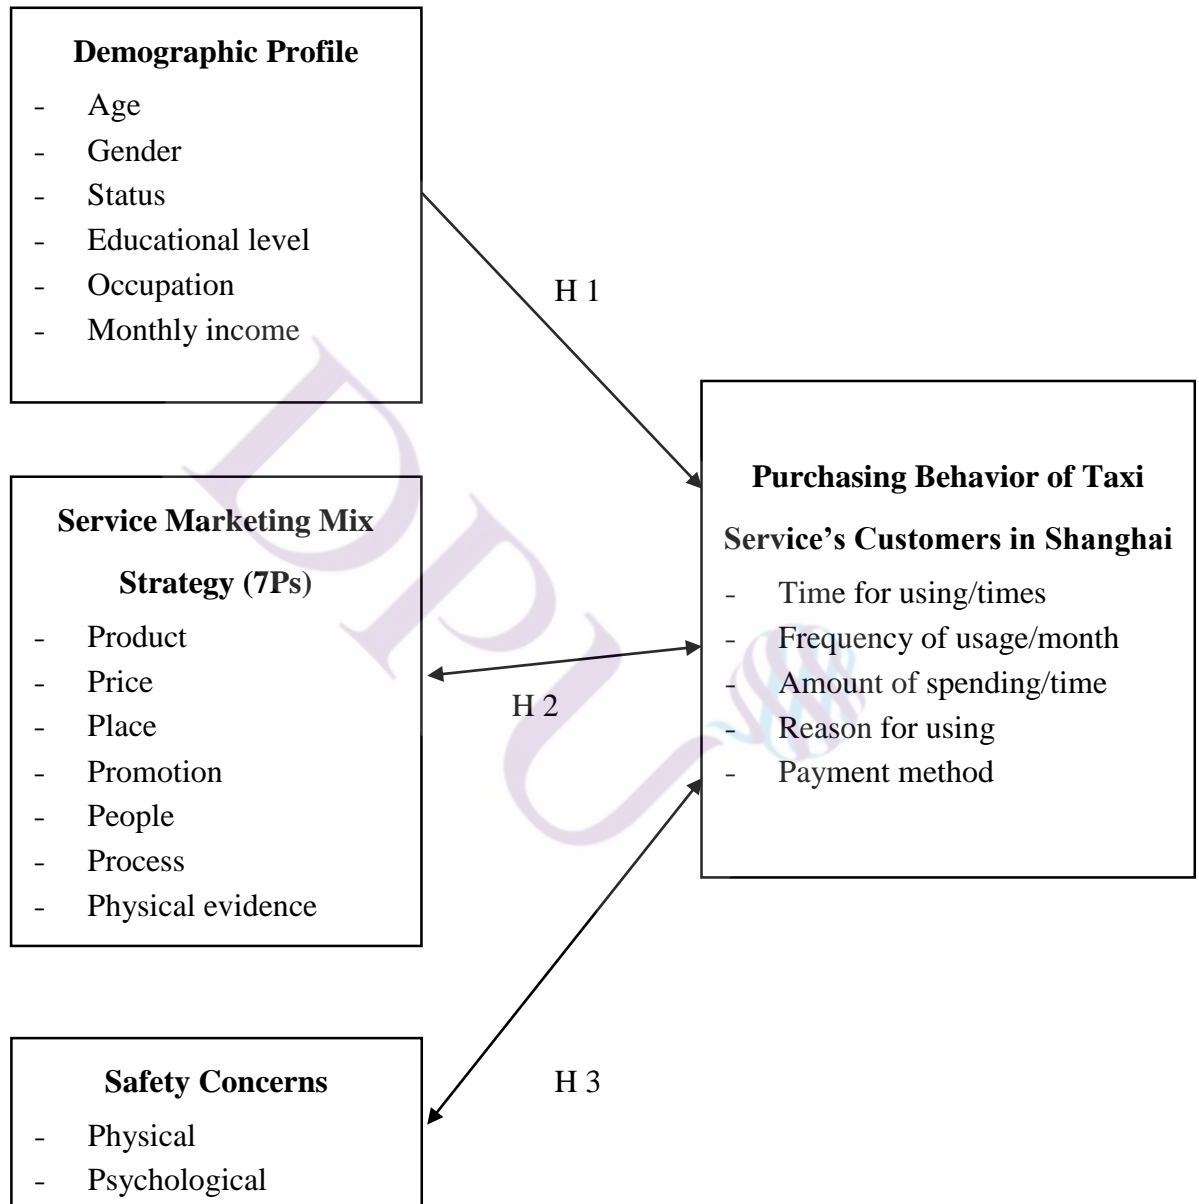 Demographic Profile
- Age
- Gender
- Status
- Educational level
- Occupation
- Monthly income
H 1
Service Marketing Mix
Strategy (7Ps)
- Product
- Price
- Place
- Promotion
- People
- Process
- Physical evidence
H 2
Purchasing Behavior of Taxi
Service’s Customers in Shanghai
- Time for using/times
- Frequency of usage/month
- Amount of spending/time
- Reason for using
- Payment method
Safety Concerns
- Physical
- Psychological
H 3
DPU